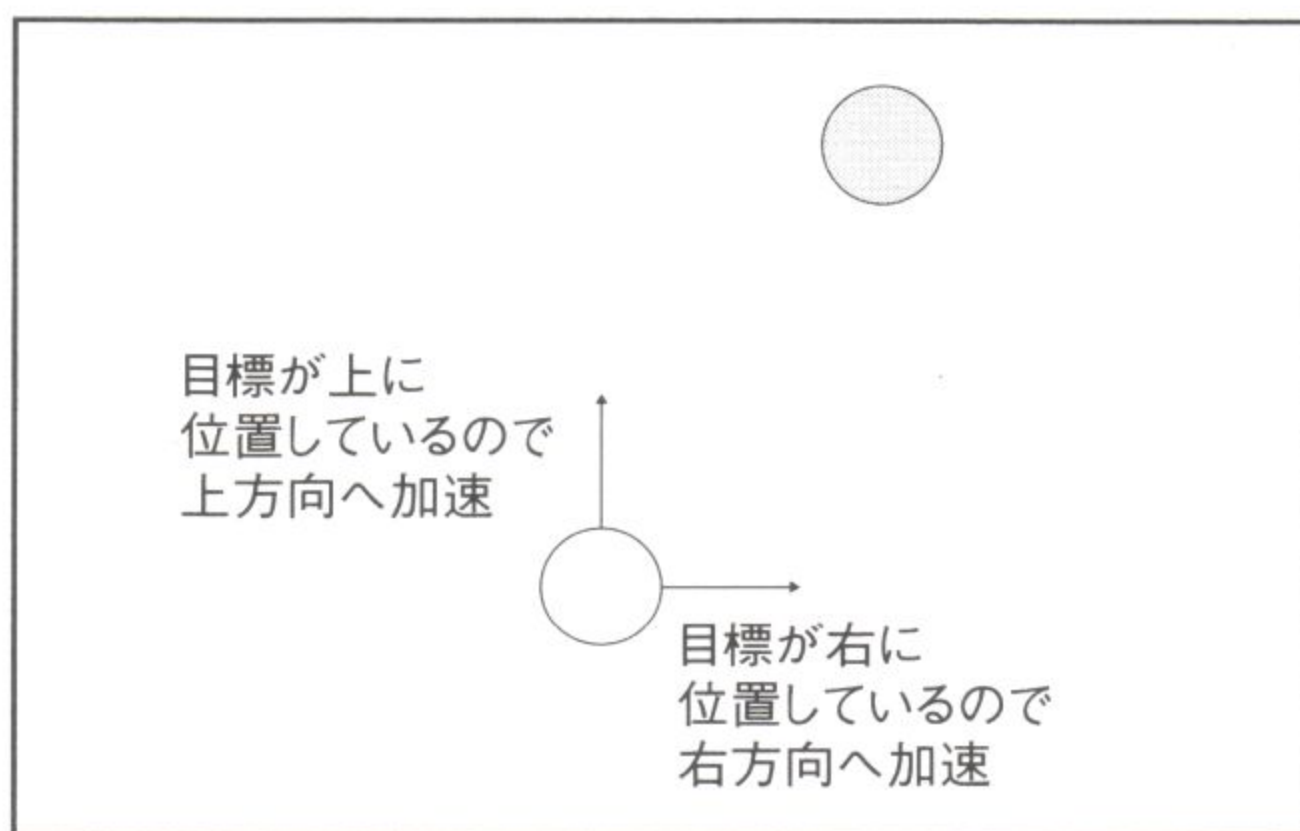 目標が上に
位置しているので
上方向へ加速
目標が右に
位置しているので
右方向へ加速